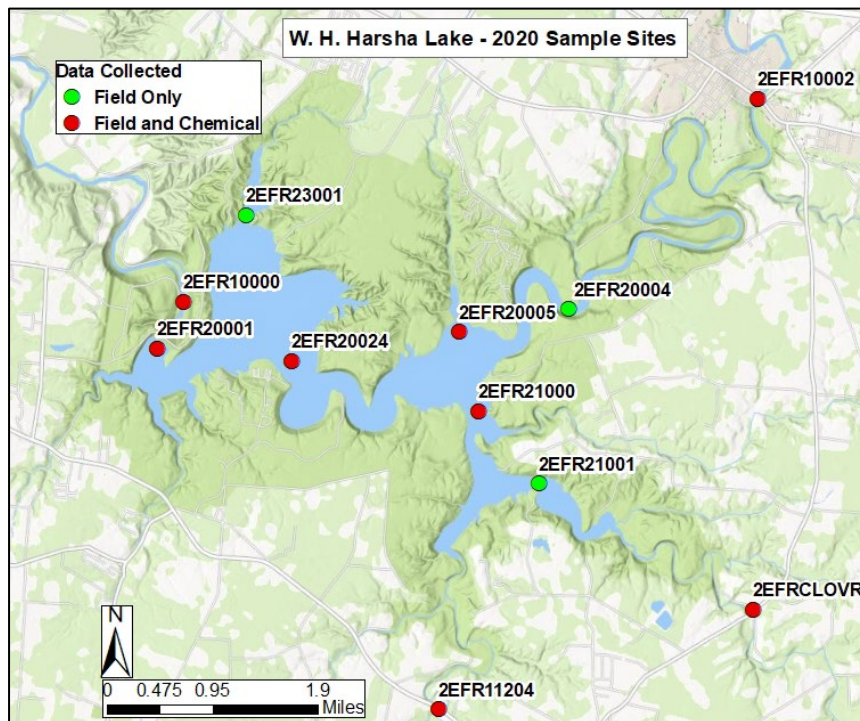 W. H. Harsha Lake - 2020 Sample Sites
Data Collected
Field Only
Field and Chemical
2EFR10002
2EFR23001
2EFR10000
2EFR20004
2EFR20005
2EFR20001
2EFR20024
2EFR21000
2EFR21001
2EFRCLOVR
2EFR11204
N
0 0.475 0.95 1.9
Miles